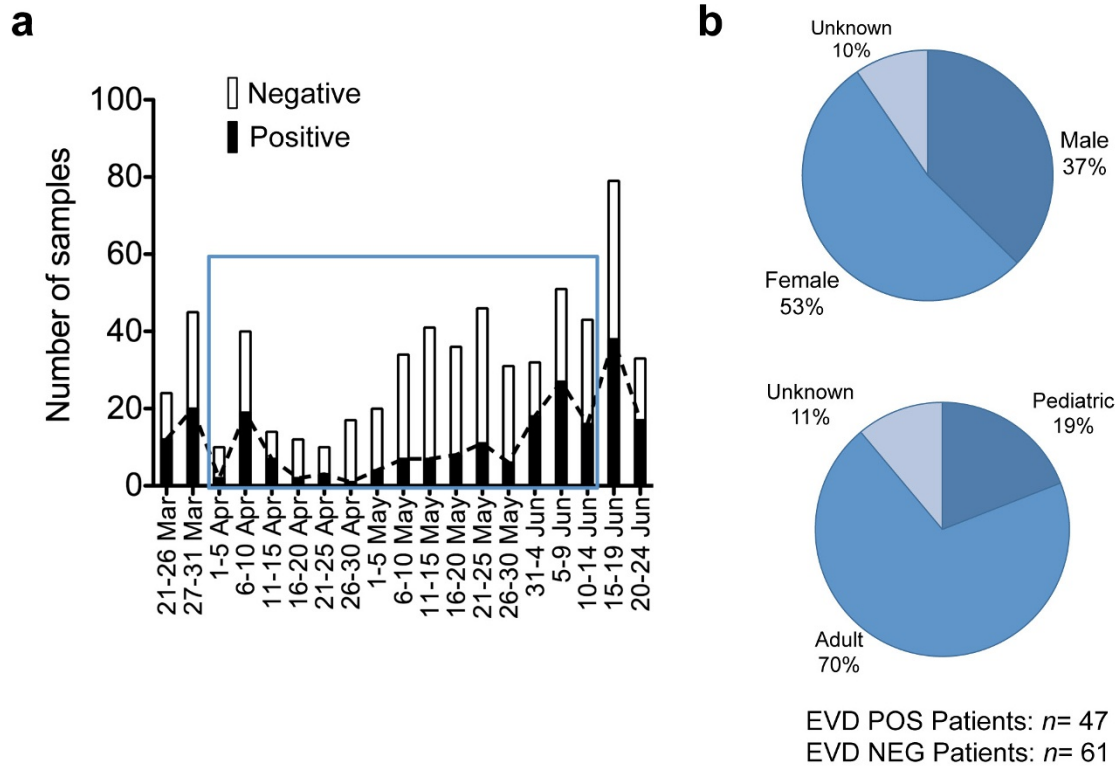 a
Negative
Positive
Number of samples
100
80
60
40
20
0
21-26 Mar
27-31 Mar
1-5 Apr
6-10 Apr
11-15 Apr
16-20 Apr
21-25 Apr
26-30 Apr
1-5 May
6-10 May
11-15 May
16-20 May
21-25 May
26-30 May
31-4 Jun
5-9 Jun
10-14 Jun
15-19 Jun
20-24 Jun
b
Unknown
10%
Male
37%
Female
53%
Unknown
11%
Pediatric
19%
Adult
70%
EVD POS Patients: n= 47
EVD NEG Patients: n= 61